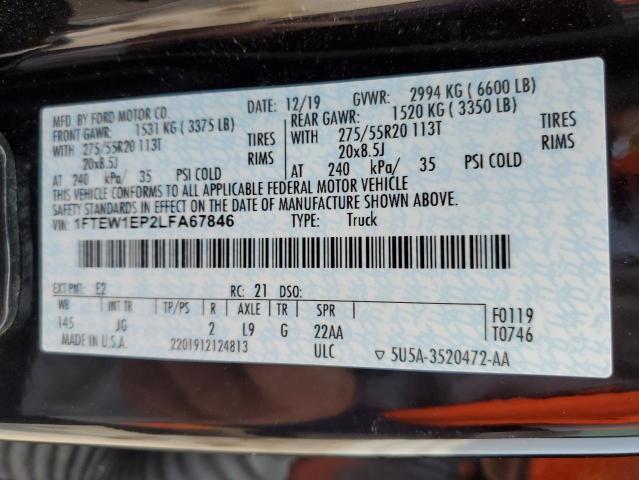 MFD. BY FORD MOTOR CO. DATE: 12/19 GVWR: 2994 KG ( 6600 LB)
FRONT GAWR: 1531 KG ( 3375 LB) REAR GAWR: 1520 KG ( 3350 LB)
WITH 275/55R20 113T TIRES WITH 275/55R20 113T TIRES
20x8.5J RIMS 20x8.5J RIMS
AT 240 kPa/ 35 PSI COLD AT 240 kPa/ 35 PSI COLD
THIS VEHICLE CONFORMS TO ALL APPLICABLE FEDERAL MOTOR VEHICLE
SAFETY STANDARDS IN EFFECT ON THE DATE OF MANUFACTURE SHOWN ABOVE.
VIN: 1FTEW1EP2LFA67846 TYPE: Truck
EXT PNT: E2 RC: 21 DSO:
WB INT TR TP/PS R AXLE TR SPR F0119
145 JG 2 L9 G 22AA T0746
MADE IN U.S.A. 2201912124813 ULC ▽ 5U5A-3520472-AA